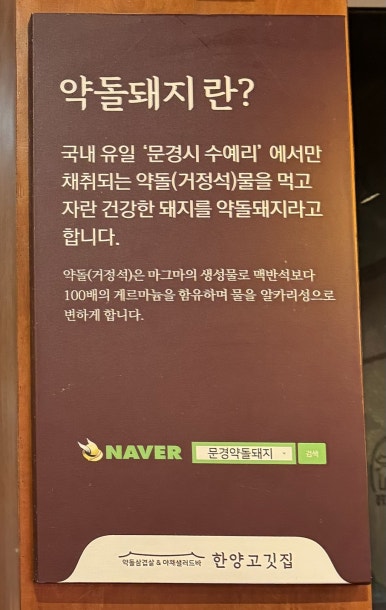 약돌돼지 란?
국내 유일 ‘문경시 수예리’ 에서만
채취되는 약돌(거정석)물을 먹고
자란 건강한 돼지를 약돌돼지라고
합니다.
약돌(거정석)은 마그마의 생성물로 맥반석보다
100배의 게르마늄을 함유하며 물을 알카리성으로
변하게 합니다.
NAVER 문경약돌돼지 검색
약돌삼겹살 & 야채샐러드바 한양고깃집